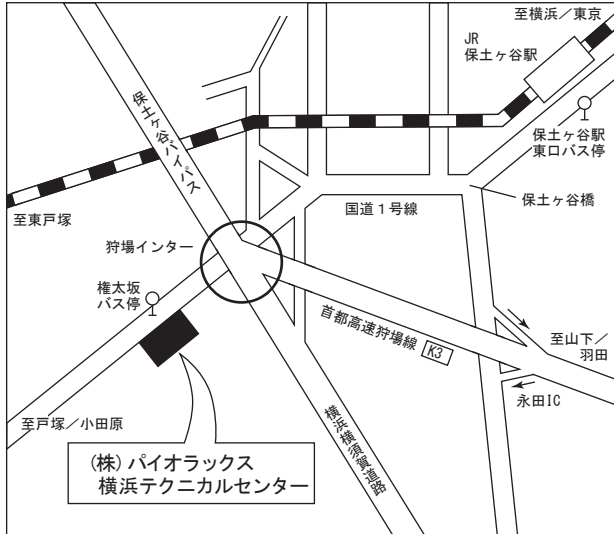 至横浜／東京
JR
保土ヶ谷駅
保土ヶ谷バイパス
保土ヶ谷駅
東口バス停
至東戸塚
国道１号線
保土ヶ谷橋
狩場インター
権太坂
バス停
首都高速狩場線
K3
至山下／
羽田
永田IC
至戸塚／小田原
横浜横須賀道路
(株) パイオラックス
横浜テクニカルセンター